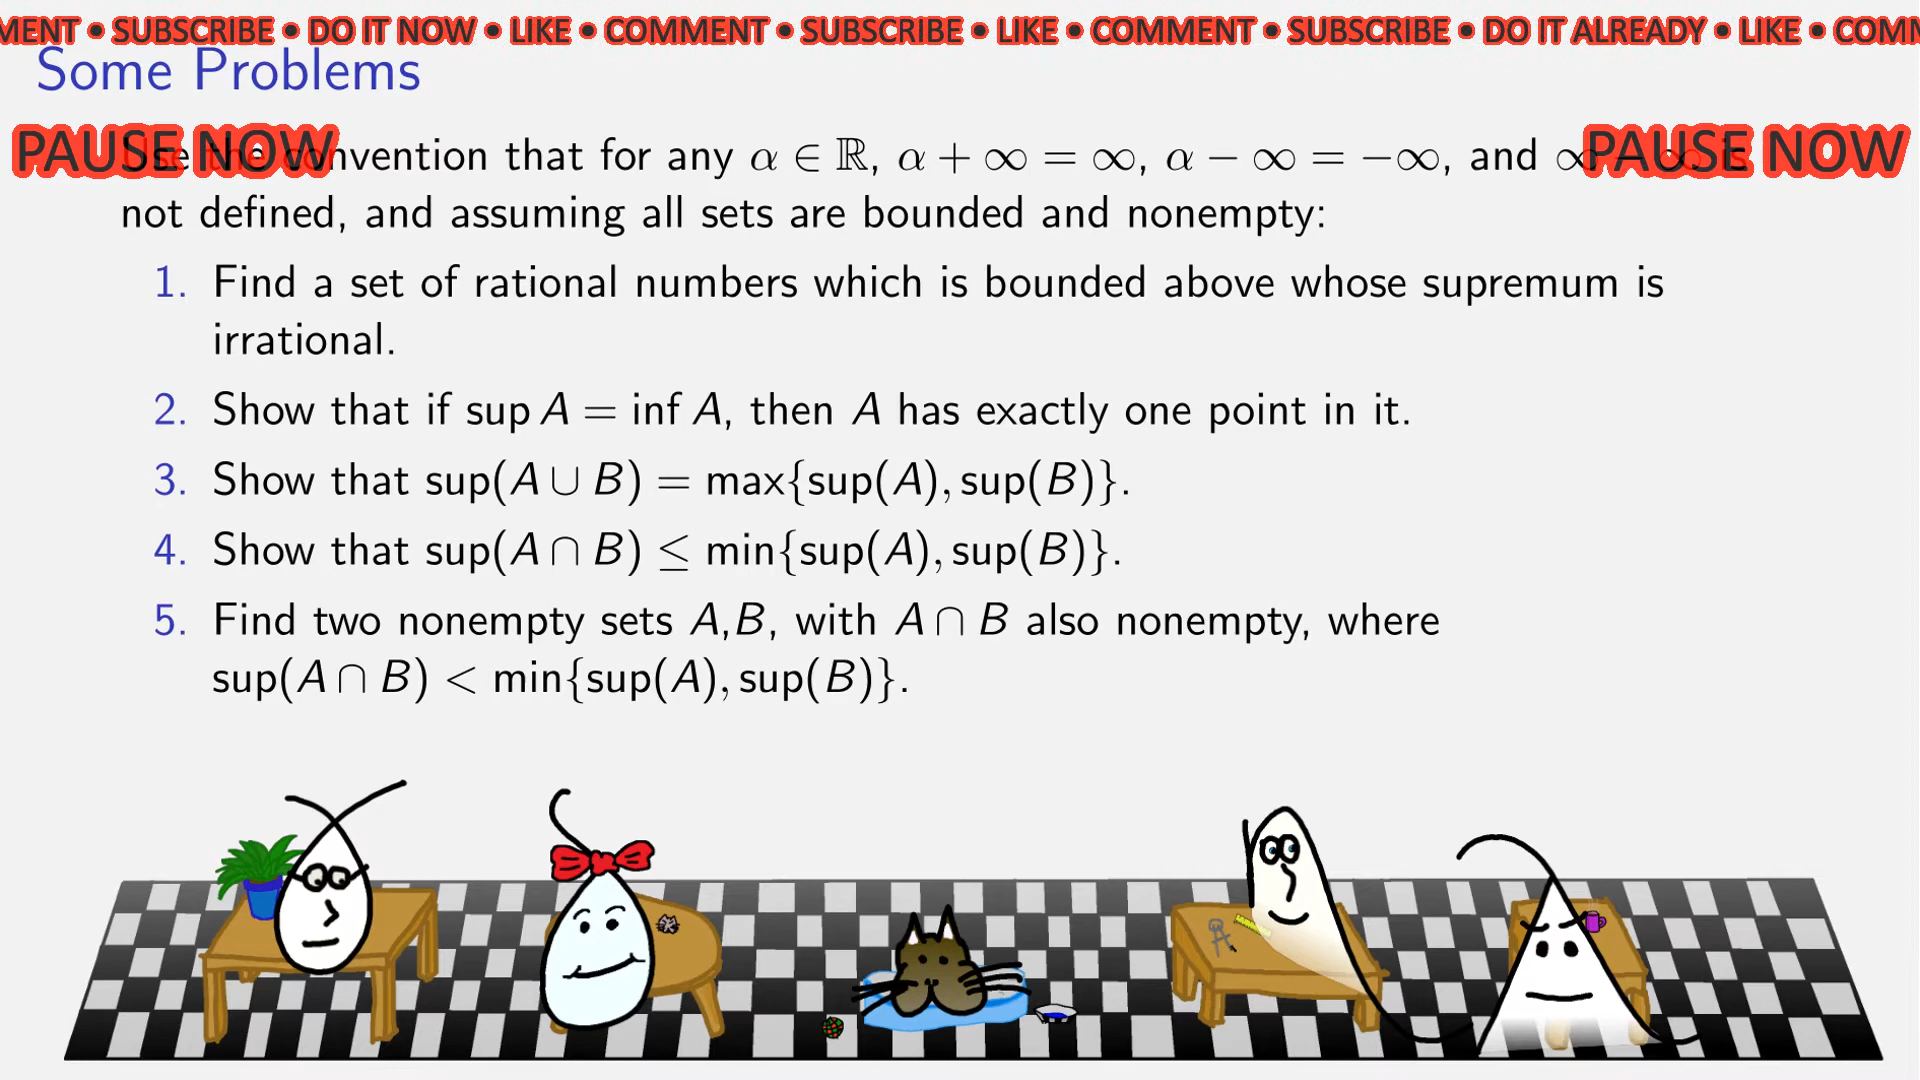 MENT • SUBSCRIBE • DO IT NOW • LIKE • COMMENT • SUBSCRIBE • LIKE • COMMENT • SUBSCRIBE • DO IT ALREADY • LIKE • COMM
Some Problems
PAUSE NOW
PAUSE NOW
Use the convention that for any α ∈ ℝ, α + ∞ = ∞, α − ∞ = −∞, and ∞ − ∞ is
not defined, and assuming all sets are bounded and nonempty:
1. Find a set of rational numbers which is bounded above whose supremum is
irrational.
2. Show that if sup A = inf A, then A has exactly one point in it.
3. Show that sup(A ∪ B) = max{sup(A), sup(B)}.
4. Show that sup(A ∩ B) ≤ min{sup(A), sup(B)}.
5. Find two nonempty sets A,B, with A ∩ B also nonempty, where
sup(A ∩ B) < min{sup(A), sup(B)}.